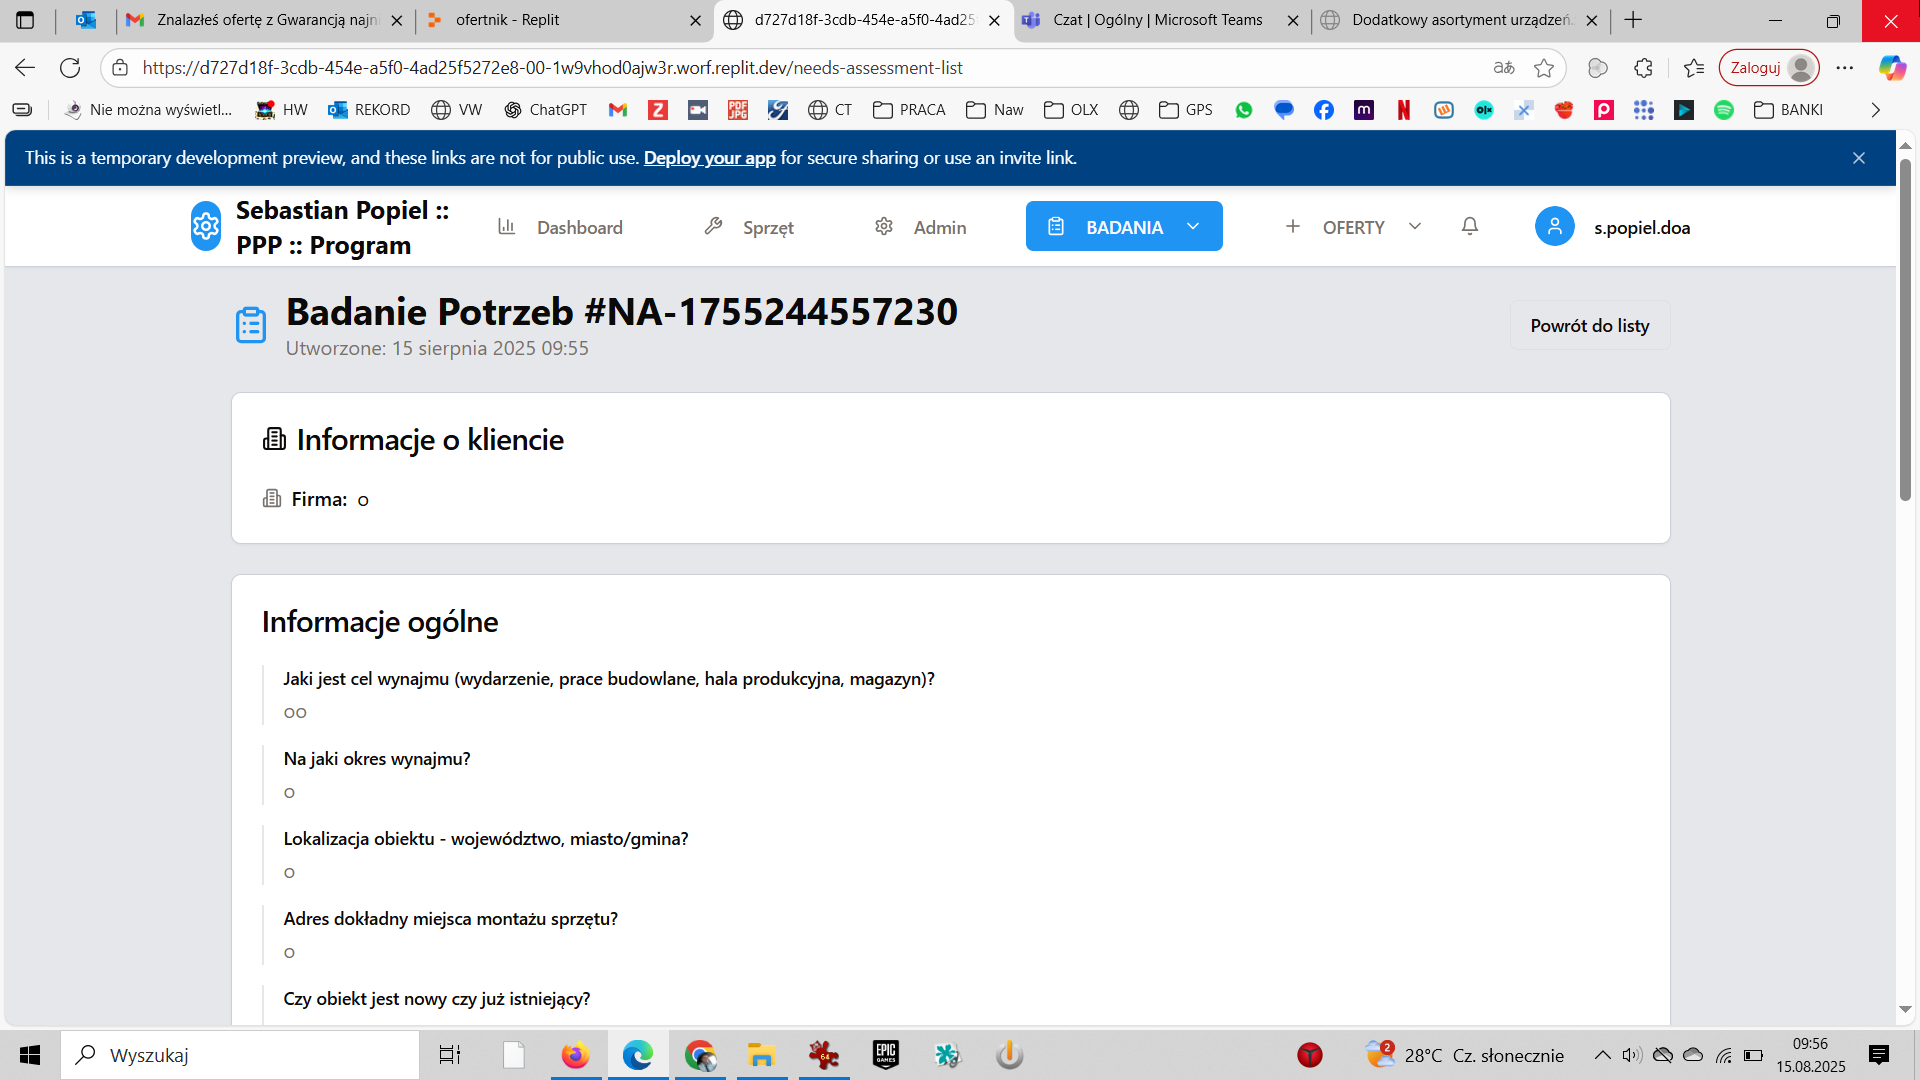 Znalazłeś ofertę z Gwarancją najni
ofertnik - Replit
d727d18f-3cdb-454e-a5f0-4ad25
Czat | Ogólny | Microsoft Teams
Dodatkowy asortyment urządzeń.
https://d727d18f-3cdb-454e-a5f0-4ad25f5272e8-00-1w9vhod0ajw3r.worf.replit.dev/needs-assessment-list
Zaloguj
Nie można wyświetl...
HW
REKORD
VW
ChatGPT
CT
PRACA
Naw
OLX
GPS
BANKI
This is a temporary development preview, and these links are not for public use. Deploy your app for secure sharing or use an invite link.
Sebastian Popiel ::
PPP :: Program
Dashboard
Sprzęt
Admin
BADANIA
OFERTY
s.popiel.doa
Badanie Potrzeb #NA-1755244557230
Utworzone: 15 sierpnia 2025 09:55
Powrót do listy
Informacje o kliencie
Firma: o
Informacje ogólne
Jaki jest cel wynajmu (wydarzenie, prace budowlane, hala produkcyjna, magazyn)?
oo
Na jaki okres wynajmu?
o
Lokalizacja obiektu - województwo, miasto/gmina?
o
Adres dokładny miejsca montażu sprzętu?
o
Czy obiekt jest nowy czy już istniejący?
Wyszukaj
64
EPIC
GAMES
2
28°C Cz. słonecznie
09:56
15.08.2025